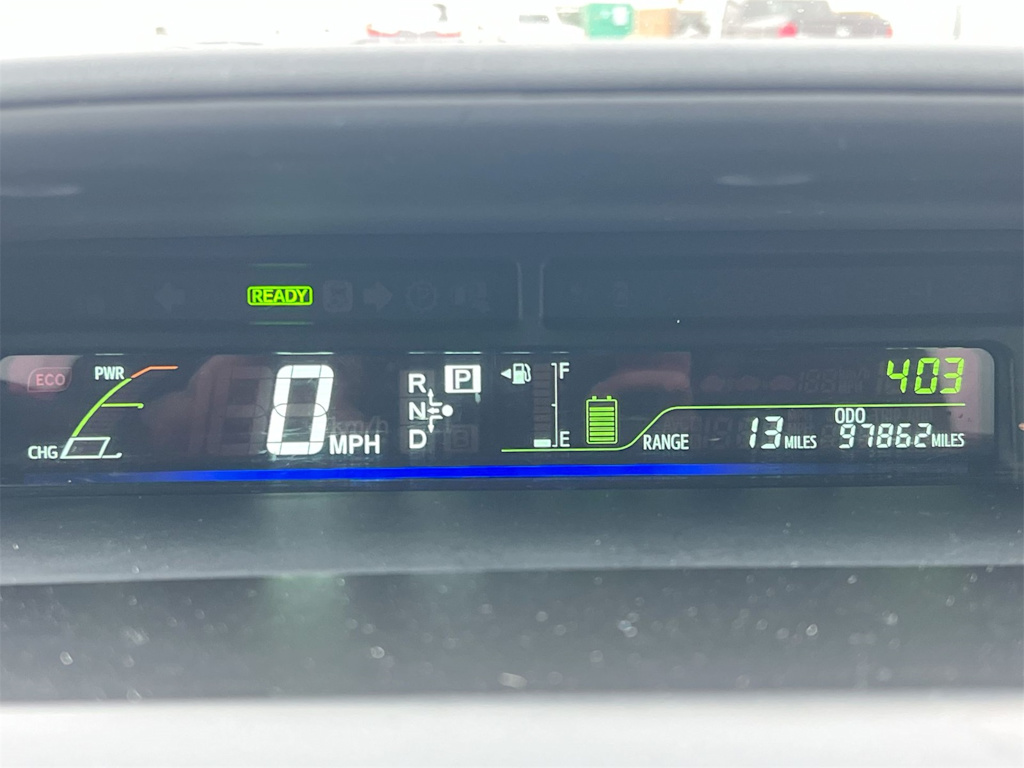 READY
ECO
PWR
CHG
0 MPH
R
N
D
P
F
E
403
RANGE 13 MILES
ODO
97862 MILES